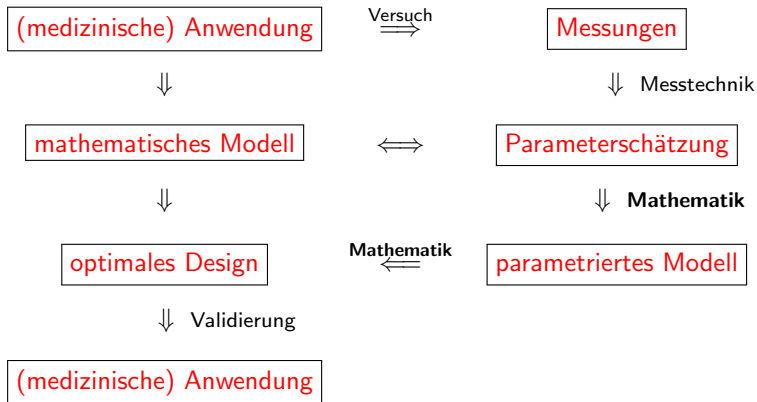 Versuch
(medizinische) Anwendung ⟹ Messungen
⇓ ⇓ Messtechnik
mathematisches Modell ⟺ Parameterschätzung
⇓ ⇓ Mathematik
Mathematik
optimales Design ⟸ parametriertes Modell
⇓ Validierung
(medizinische) Anwendung